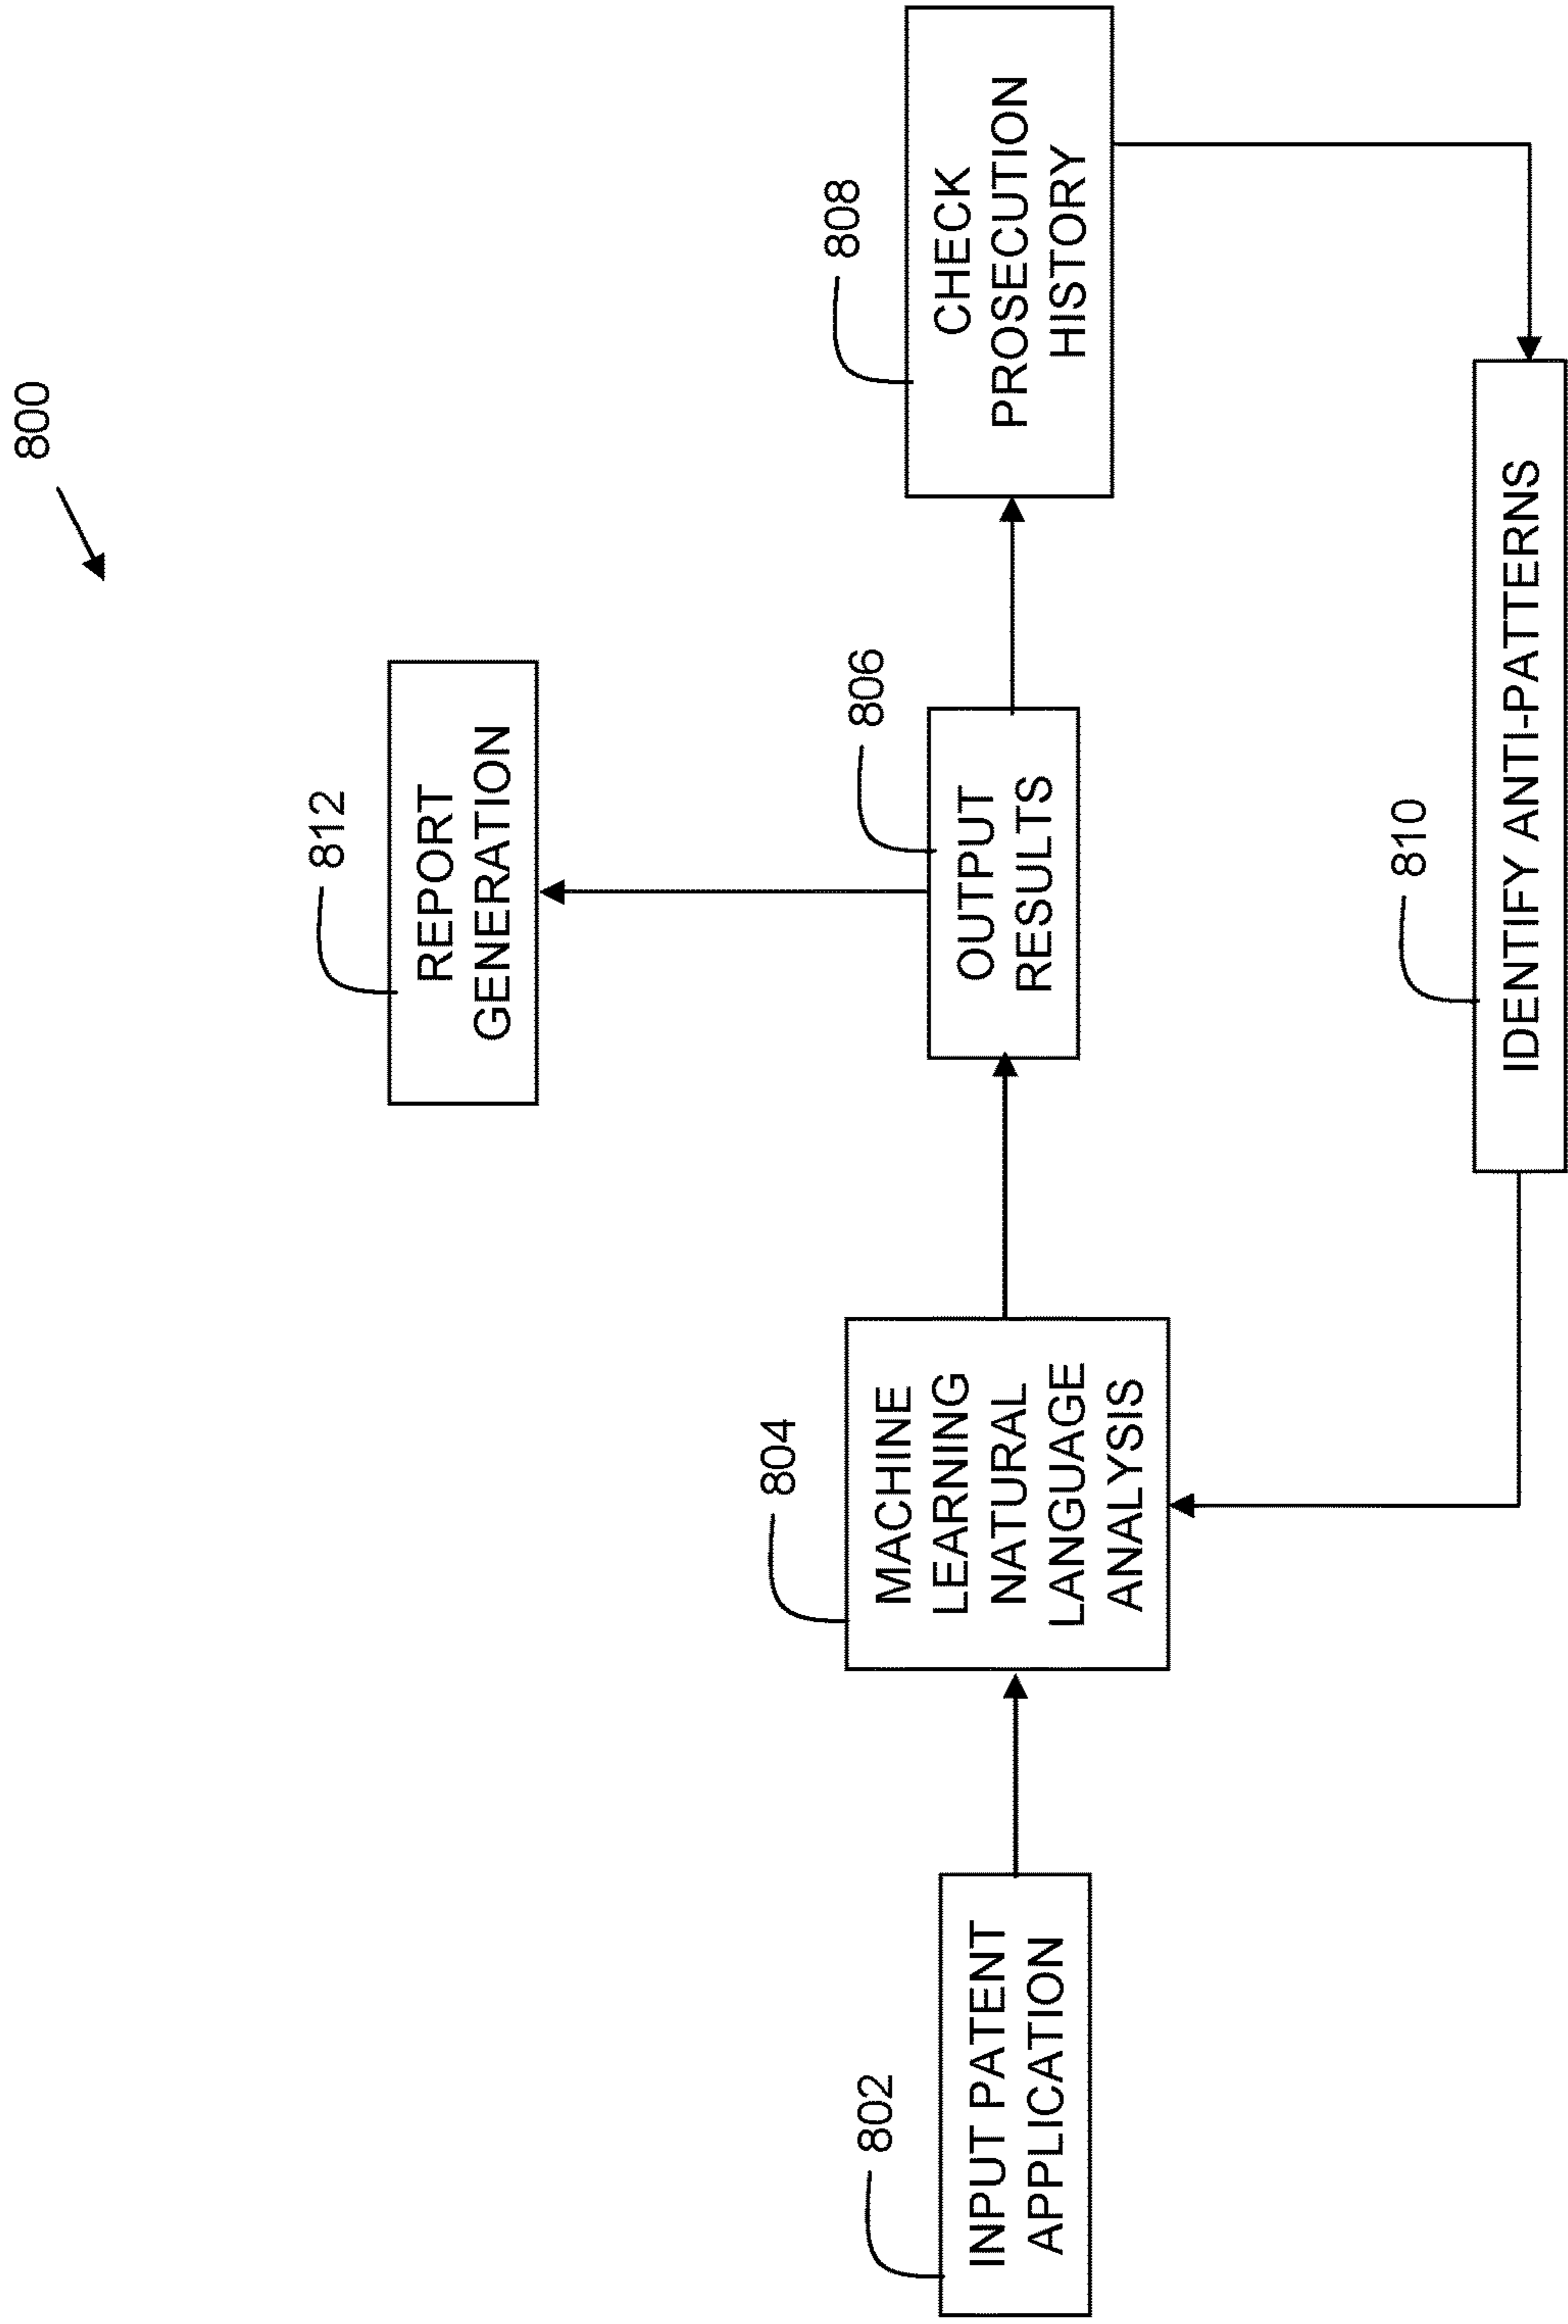 800
812
REPORT
GENERATION
802
INPUT PATENT
APPLICATION
804
MACHINE
LEARNING
NATURAL
LANGUAGE
ANALYSIS
806
OUTPUT
RESULTS
808
CHECK
PROSECUTION
HISTORY
810
IDENTIFY ANTI-PATTERNS